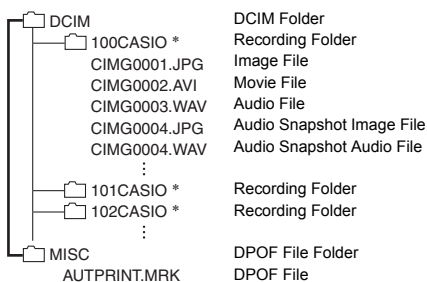 DCIM DCIM Folder
100CASIO * Recording Folder
CIMG0001.JPG Image File
CIMG0002.AVI Movie File
CIMG0003.WAV Audio File
CIMG0004.JPG Audio Snapshot Image File
CIMG0004.WAV Audio Snapshot Audio File
101CASIO * Recording Folder
102CASIO * Recording Folder
MISC DPOF File Folder
AUTPRINT.MRK DPOF File